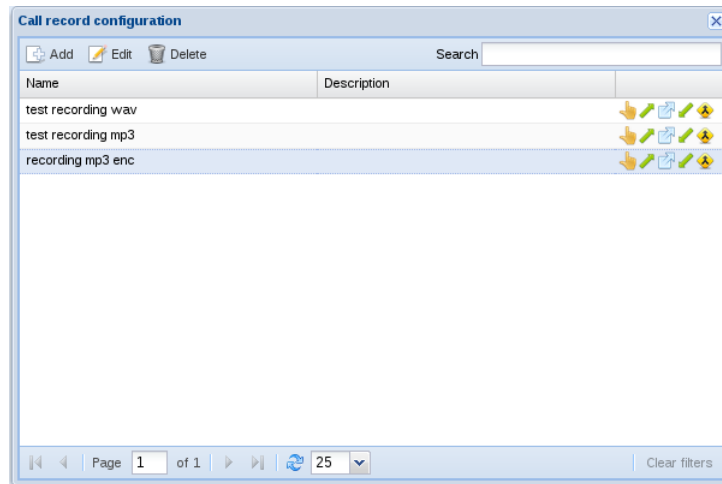 Call record configuration
Add Edit Delete Search
Name Description
test recording wav
test recording mp3
recording mp3 enc
Page 1 of 1 25 Clear filters